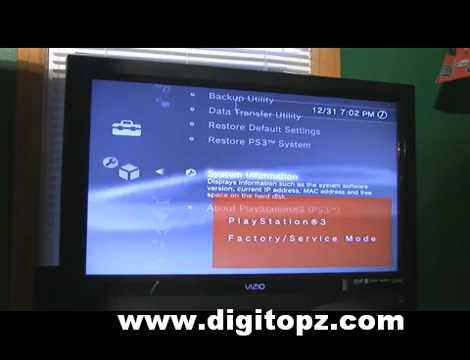 Backup Utility
12/31 7:02 PM
Data Transfer Utility
Restore Default Settings
Restore PS3™ System
System Information
Displays information such as the system software
version, current IP address, MAC address and free
space on the hard disk.
About PlayStation®3 (PS3™)
PlayStation®3
Factory/Service Mode
VIZIO
www.digitopz.com